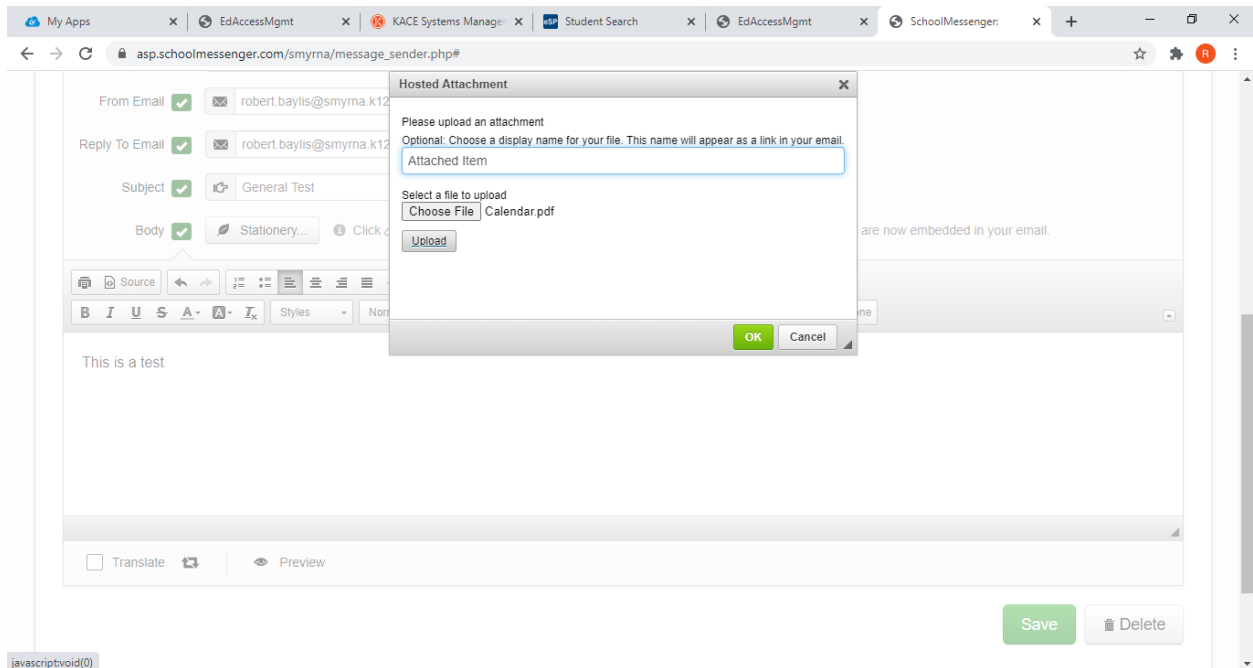 My Apps
EdAccessMgmt
KACE Systems Manage
Student Search
EdAccessMgmt
SchoolMessenger:
asp.schoolmessenger.com/smyrna/message_sender.php#
R
Hosted Attachment
From Email robert.baylis@smyrna.k12
Please upload an attachment
Optional: Choose a display name for your file. This name will appear as a link in your email.
Reply To Email robert.baylis@smyrna.k12
Attached Item
Subject General Test
Select a file to upload
Choose File Calendar.pdf
Body Stationery... Click are now embedded in your email.
Upload
Source
B I U S A A Ix Styles Nor ne
OK Cancel
This is a test
Translate Preview
Save Delete
javascript:void(0)